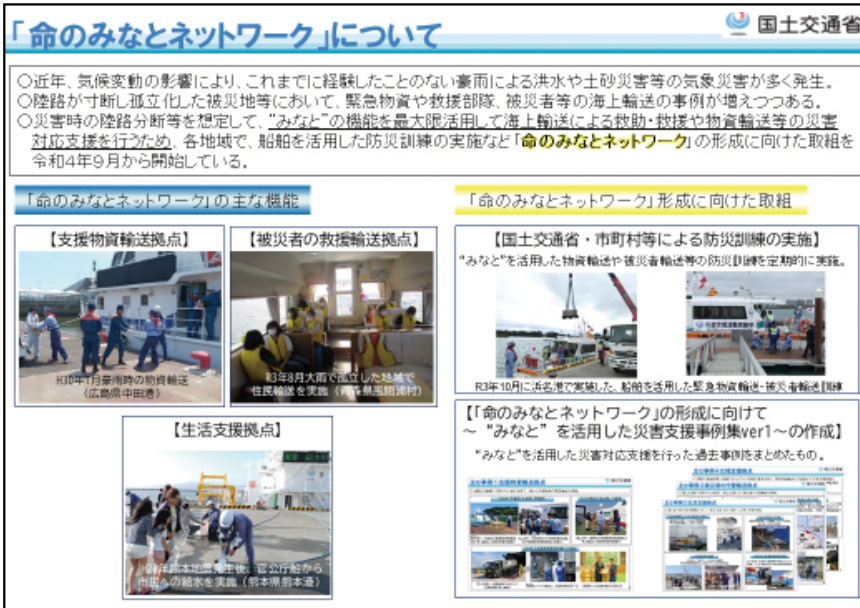 「命のみなとネットワーク」について
国土交通省
○近年、気候変動の影響により、これまでに経験したことのない豪雨による洪水や土砂災害等の気象災害が多く発生。
○陸路が寸断し孤立化した被災地等において、緊急物資や救援部隊、被災者等の海上輸送の事例が増えつつある。
○災害時の陸路分断等を想定して、“みなと”の機能を最大限活用して海上輸送による救助・救援や物資輸送等の災害
対応支援を行うため、各地域で、船舶を活用した防災訓練の実施など「命のみなとネットワーク」の形成に向けた取組を
令和4年9月から開始している。
「命のみなとネットワーク」の主な機能
【支援物資輸送拠点】
H30年7月豪雨時の物資輸送
（広島県中田港）
【被災者の救援輸送拠点】
R3年8月大雨で孤立した地域で
住民輸送を実施（青森県風間浦村）
【生活支援拠点】
H28年熊本地震発生後、官公庁船から
市民への給水を実施（熊本県熊本港）
「命のみなとネットワーク」形成に向けた取組
【国土交通省・市町村等による防災訓練の実施】
“みなと”を活用した物資輸送や被災者輸送等の防災訓練を定期的に実施。
R3年10月に浜名港で実施した、船舶を活用した緊急物資輸送・被災者輸送訓練
【「命のみなとネットワーク」の形成に向けて
～ “みなと” を活用した災害支援事例集ver1～の作成】
“みなと”を活用した災害対応支援を行った過去事例をまとめたもの。